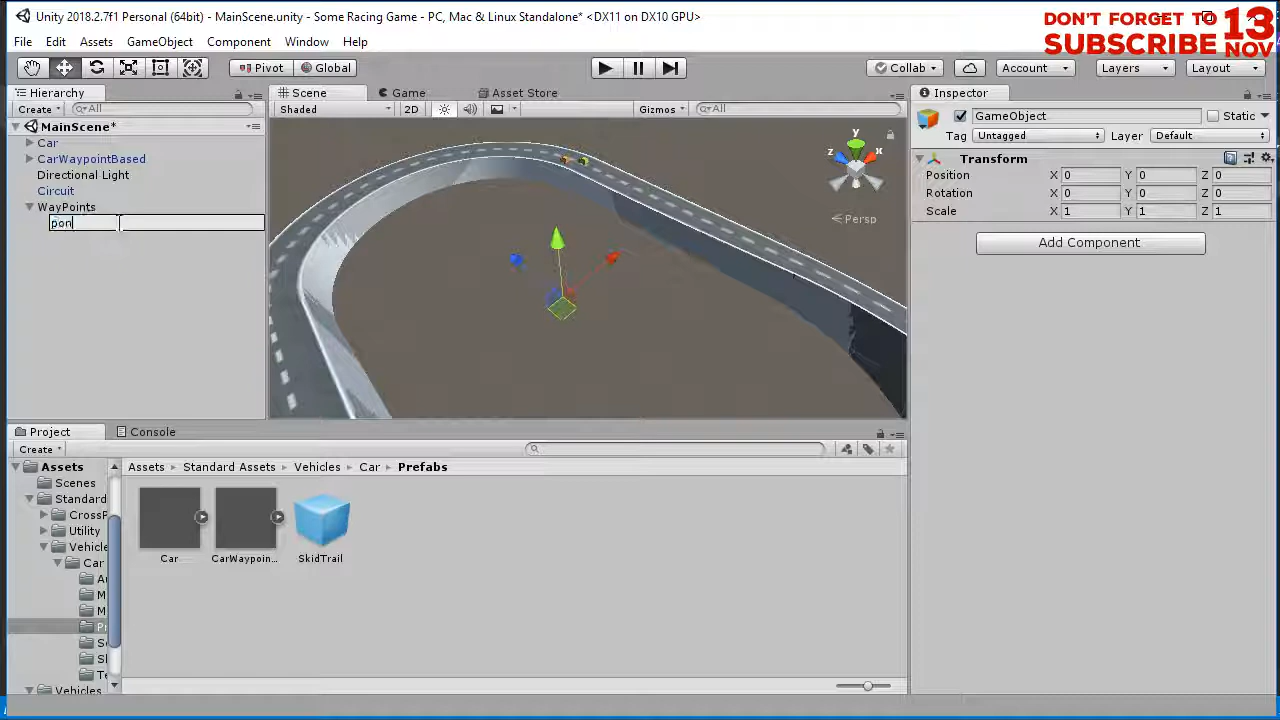 Unity 2018.2.7f1 Personal (64bit) - MainScene.unity - Some Racing Game - PC, Mac & Linux Standalone* <DX11 on DX10 GPU>
DON'T FORGET TO
SUBSCRIBE
13
NOV
File Edit Assets GameObject Component Window Help
Pivot Global
Collab Account Layers Layout
Hierarchy
Scene Game Asset Store
Inspector
Create All
Shaded 2D Gizmos All
GameObject Static
Tag Untagged Layer Default
MainScene*
Car
CarWaypointBased
Directional Light
Circuit
WayPoints
pon
y
z x
Persp
Transform
Position X 0 Y 0 Z 0
Rotation X 0 Y 0 Z 0
Scale X 1 Y 1 Z 1
Add Component
Project Console
Create
Assets
Scenes
Standard
CrossP
Utility
Vehicle
Car
A
M
M
P
S
S
T
Vehicles
Assets Standard Assets Vehicles Car Prefabs
Car CarWaypoin... SkidTrail